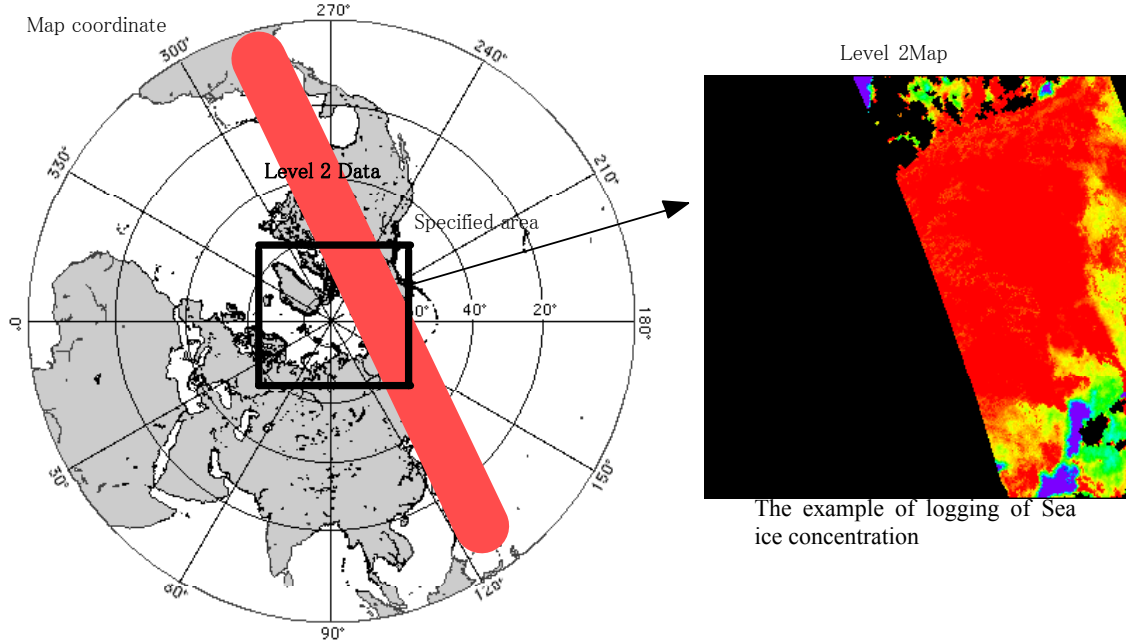 Map coordinate
270°
300°
240°
Level 2Map
330°
210°
Level 2 Data
Specified area
0°
40°
20°
180°
30°
150°
The example of logging of Sea
ice concentration
60°
120°
90°